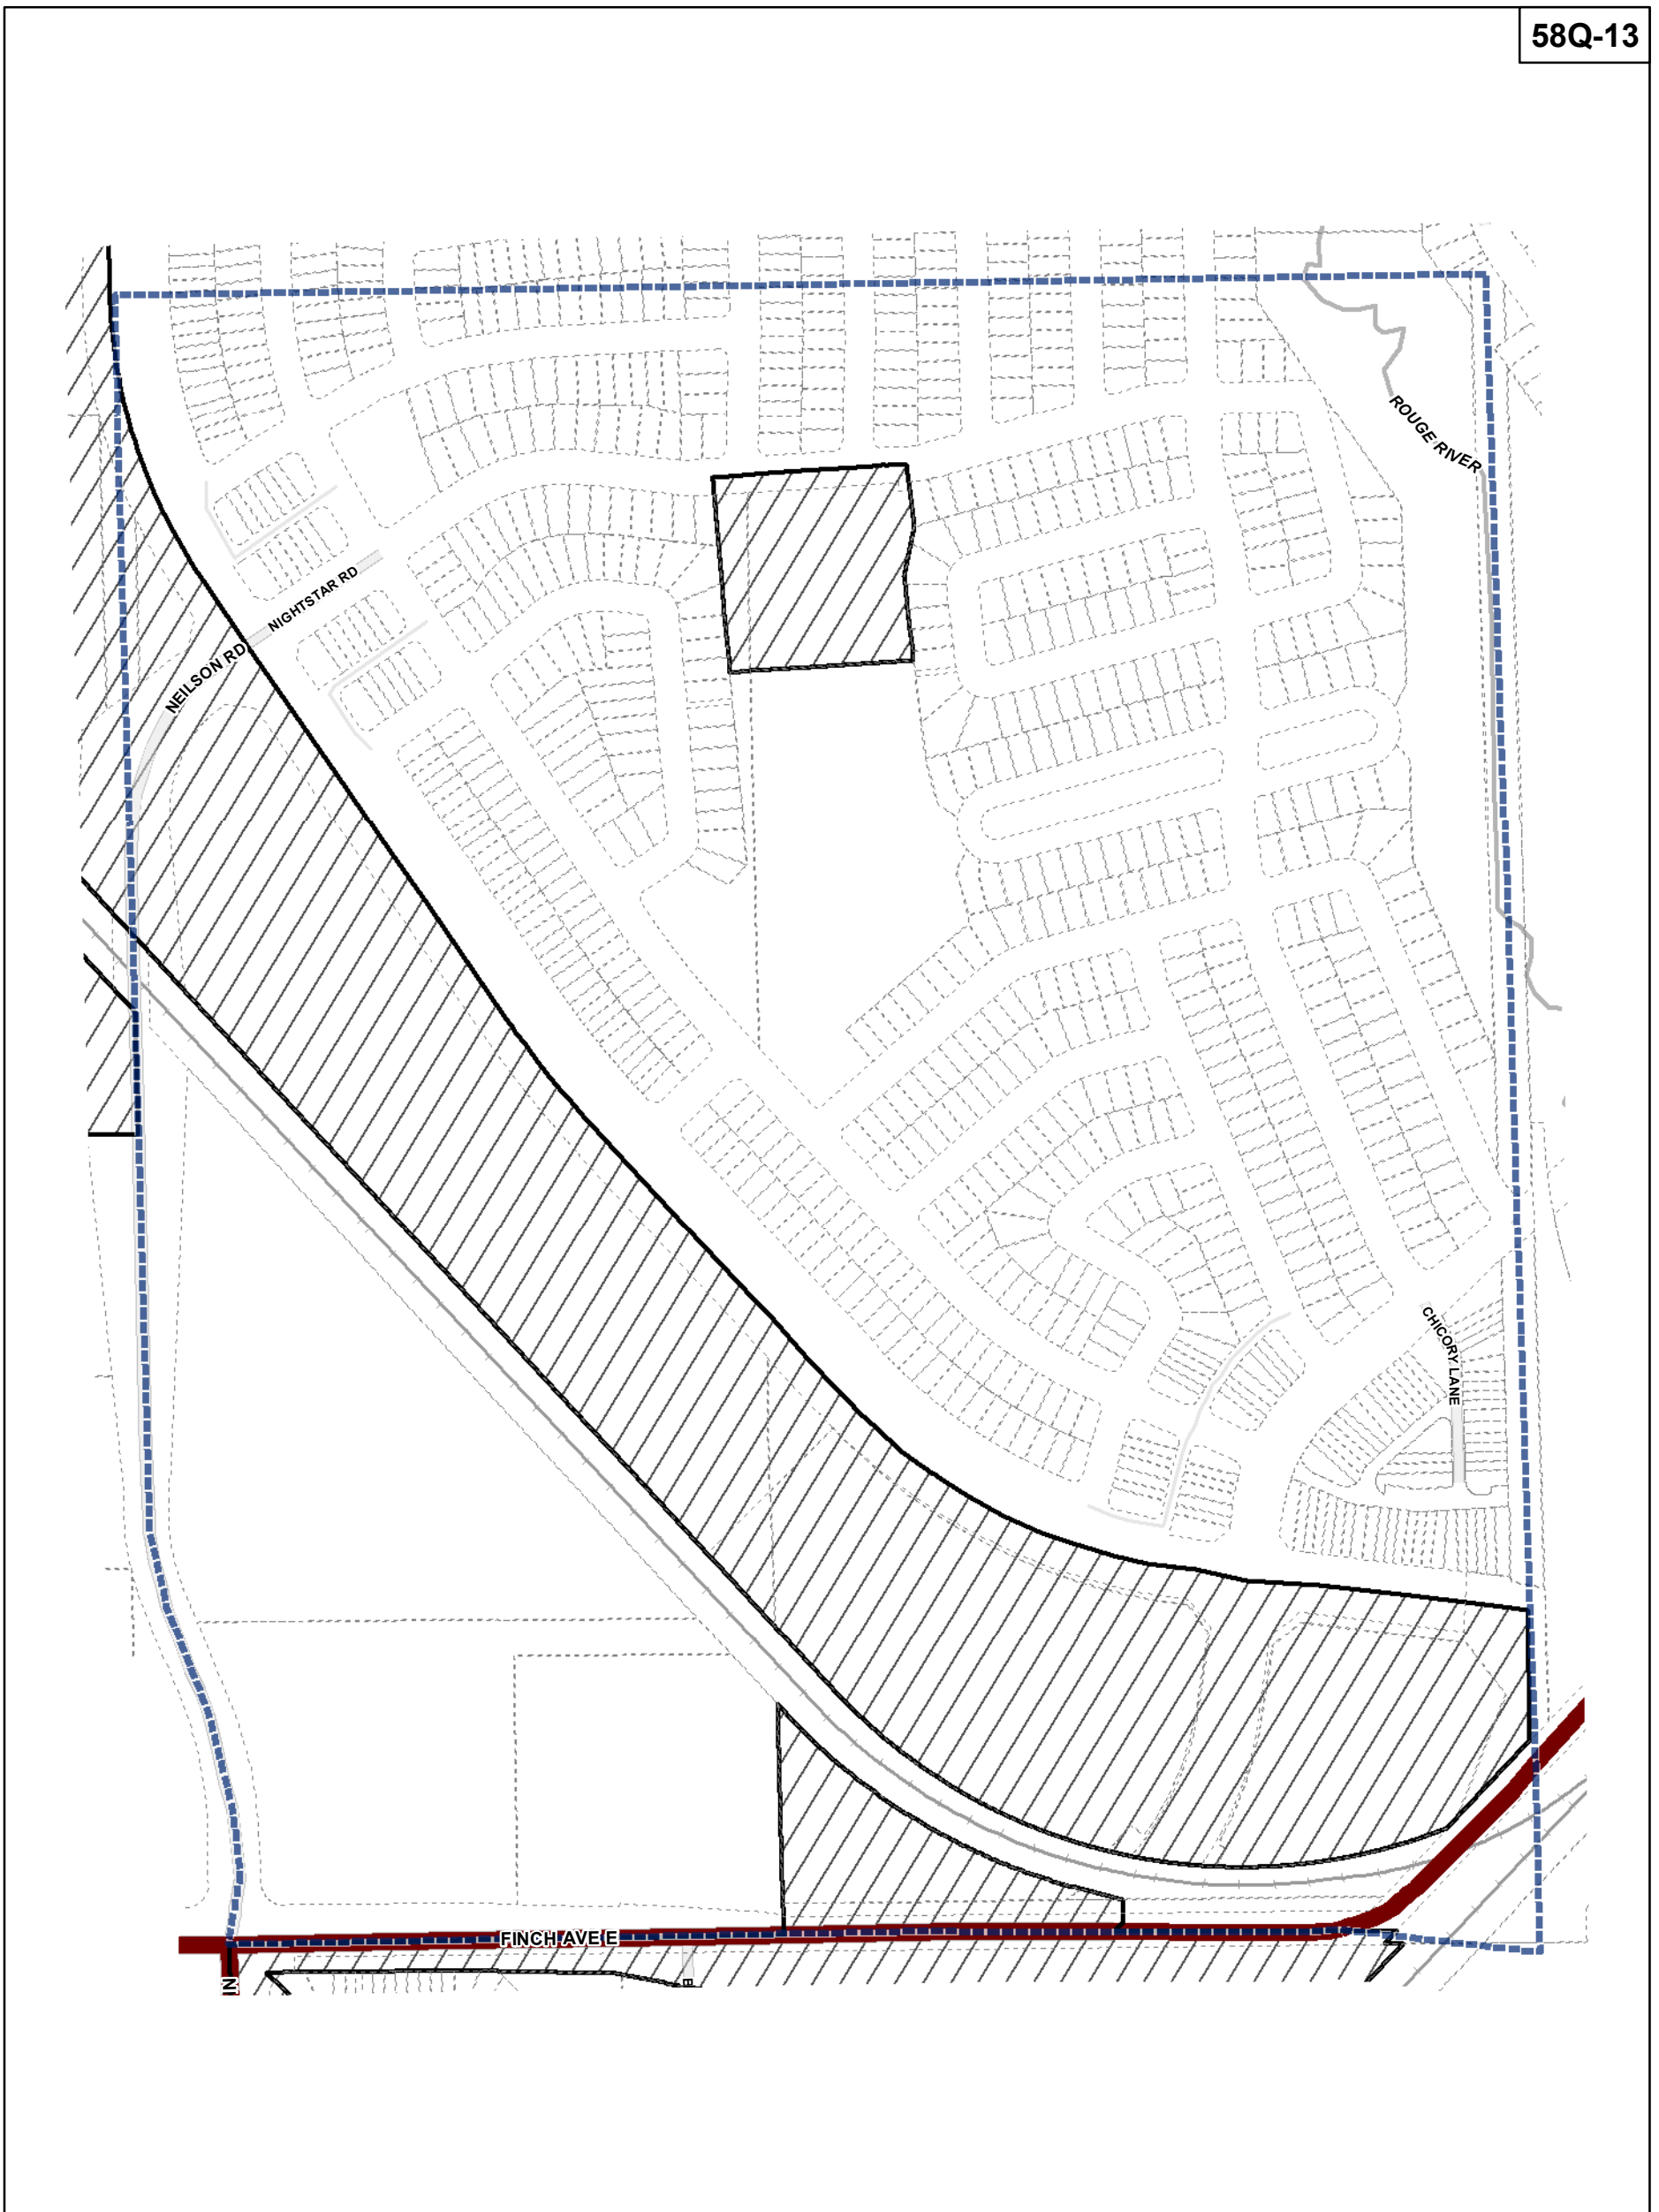 58Q-13
ROUGE RIVER
NIGHTSTAR RD
NEILSON RD
CHICORY LANE
FINCH AVE E
N
B